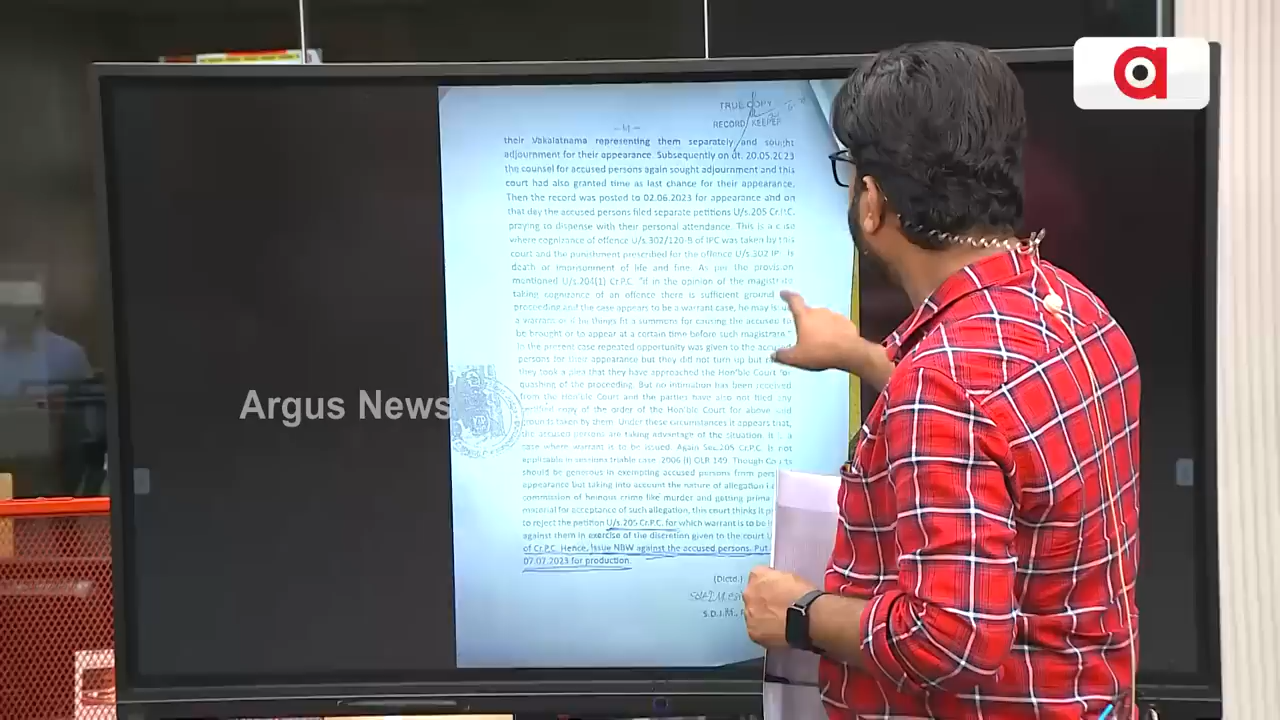 a
TRUE COPY
RECORD KEEPER
their Vakalatnama representing them separately and sought
adjournment for their appearance. Subsequently on dt. 20.05.2023
the counsel for accused persons again sought adjournment and this
court had also granted time as last chance for their appearance.
Then the record was posted to 02.06.2023 for appearance and on
that day the accused persons filed separate petitions U/s.205 Cr.P.C.
praying to dispense with their personal attendance. This is a case
where cognizance of offence U/s.302/120-B of IPC was taken by this
court and the punishment prescribed for the offence U/s.302 IPC is
death or imprisonment of life and fine. As per the provision
mentioned U/s.204(1) Cr.P.C. "if in the opinion of the magistrate
taking cognizance of an offence there is sufficient ground
proceeding and the case appears to be a warrant case, he may
a warrant or if he things fit a summons for causing the accused to
be brought or to appear at a certain time before such magistrate."
In the present case repeated opportunity was given to the
persons for their appearance but they did not turn up but
they took a plea that they have approached the Hon'ble Court for
quashing of the proceeding. But no intimation has been received
from the Hon'ble Court and the parties have also not filed any
certified copy of the order of the Hon'ble Court for above said
grounds taken by them. Under these circumstances it appears that,
the accused persons are taking advantage of the situation. It is a
case where warrant is to be issued. Again Sec.205 Cr.P.C. is not
applicable in sessions triable case. 2006 (I) OLR 149. Though Courts
should be generous in exempting accused persons from
appearance but taking into account the nature of allegation
commission of heinous crime like murder and getting prima
material for acceptance of such allegation, this court thinks it
to reject the petition U/s.205 Cr.P.C. for which warrant is to be
against them in exercise of the discretion given to the court
of Cr.P.C. Hence, Issue NBW against the accused persons. Put
07.07.2023 for production.
(Dictd.)
S.D.J.M.,
Argus News